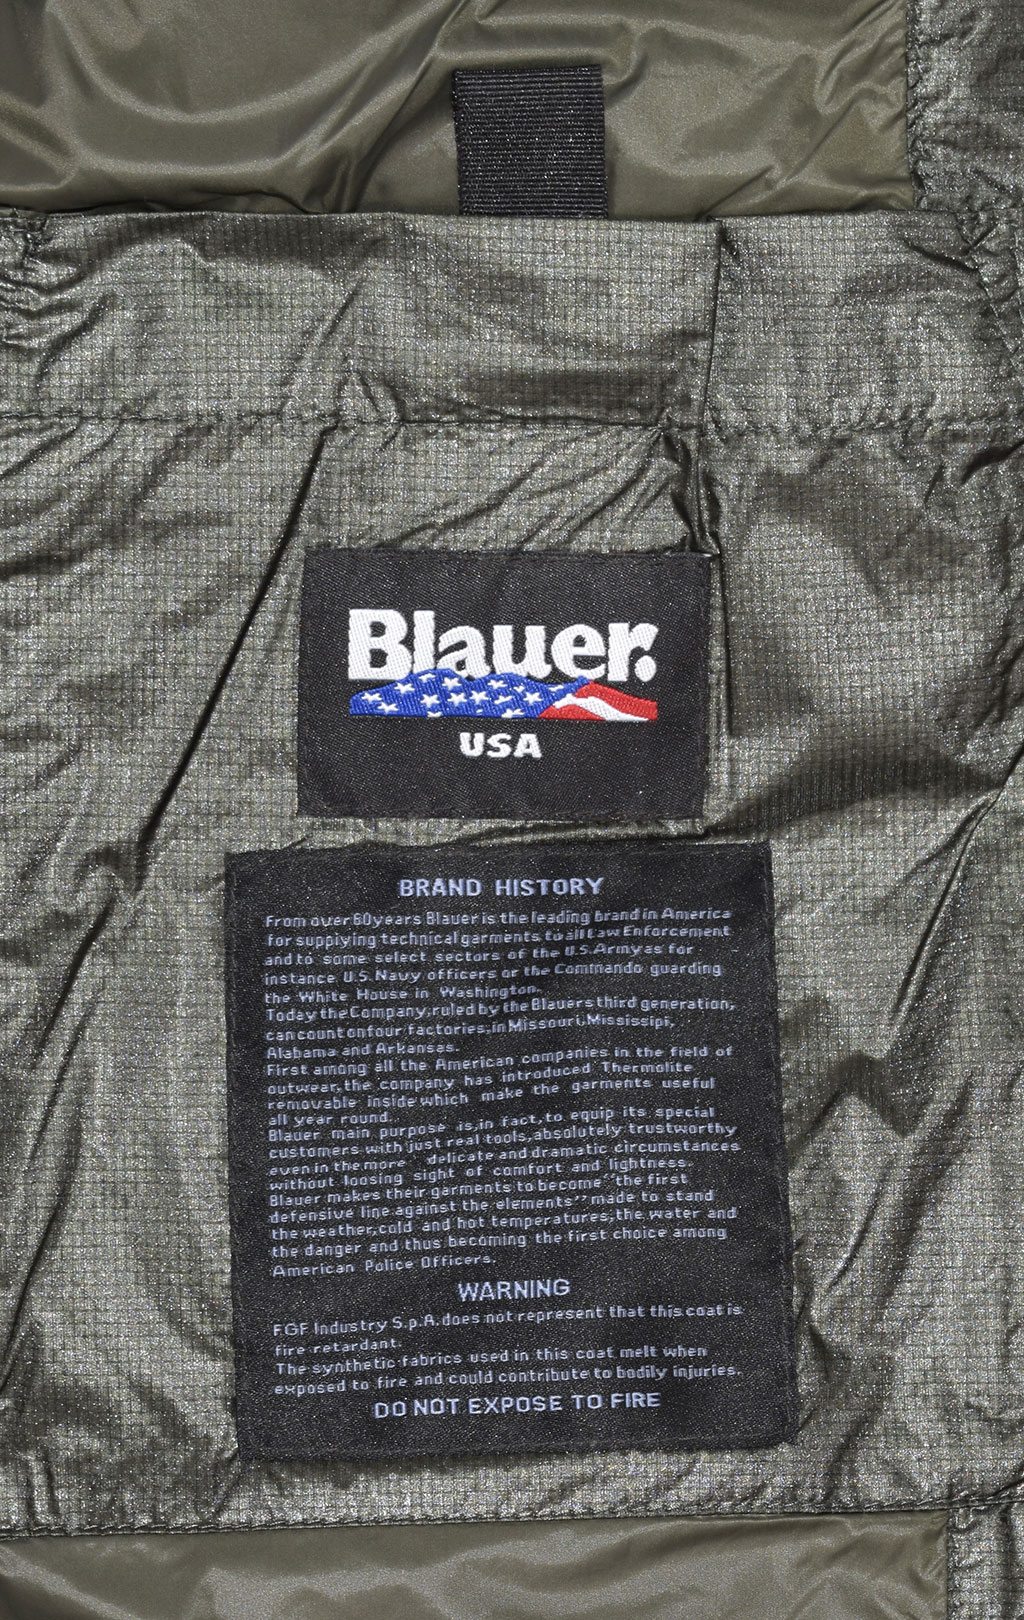 Blauer.
USA
BRAND HISTORY
From over 60 years Blauer is the leading brand in America
for supplying technical garments, to all Law Enforcement
and to some select sectors of the U.S. Army as for
instance U.S. Navy officers or the Commando guarding
the White House in Washington.
Today the Company, ruled by the Blauers third generation,
can count on four factories, in Missouri, Mississipi,
Alabama and Arkansas.
First among all the American companies in the field of
outwear, the company has introduced Thermolite
removable inside which make the garments useful
all year round.
Blauer main purpose is, in fact, to equip its special
customers with just real tools, absolutely trustworthy
even in the more delicate and dramatic circumstances
without loosing sight of comfort and lightness.
Blauer makes their garments to become "the first
defensive line against the elements" made to stand
the weather, cold and hot temperatures, the water and
the danger and thus becoming the first choice among
American Police Officers.
WARNING
FGF Industry S.p.A. does not represent that this coat is
fire retardant.
The synthetic fabrics used in this coat melt when
exposed to fire and could contribute to bodily injuries.
DO NOT EXPOSE TO FIRE